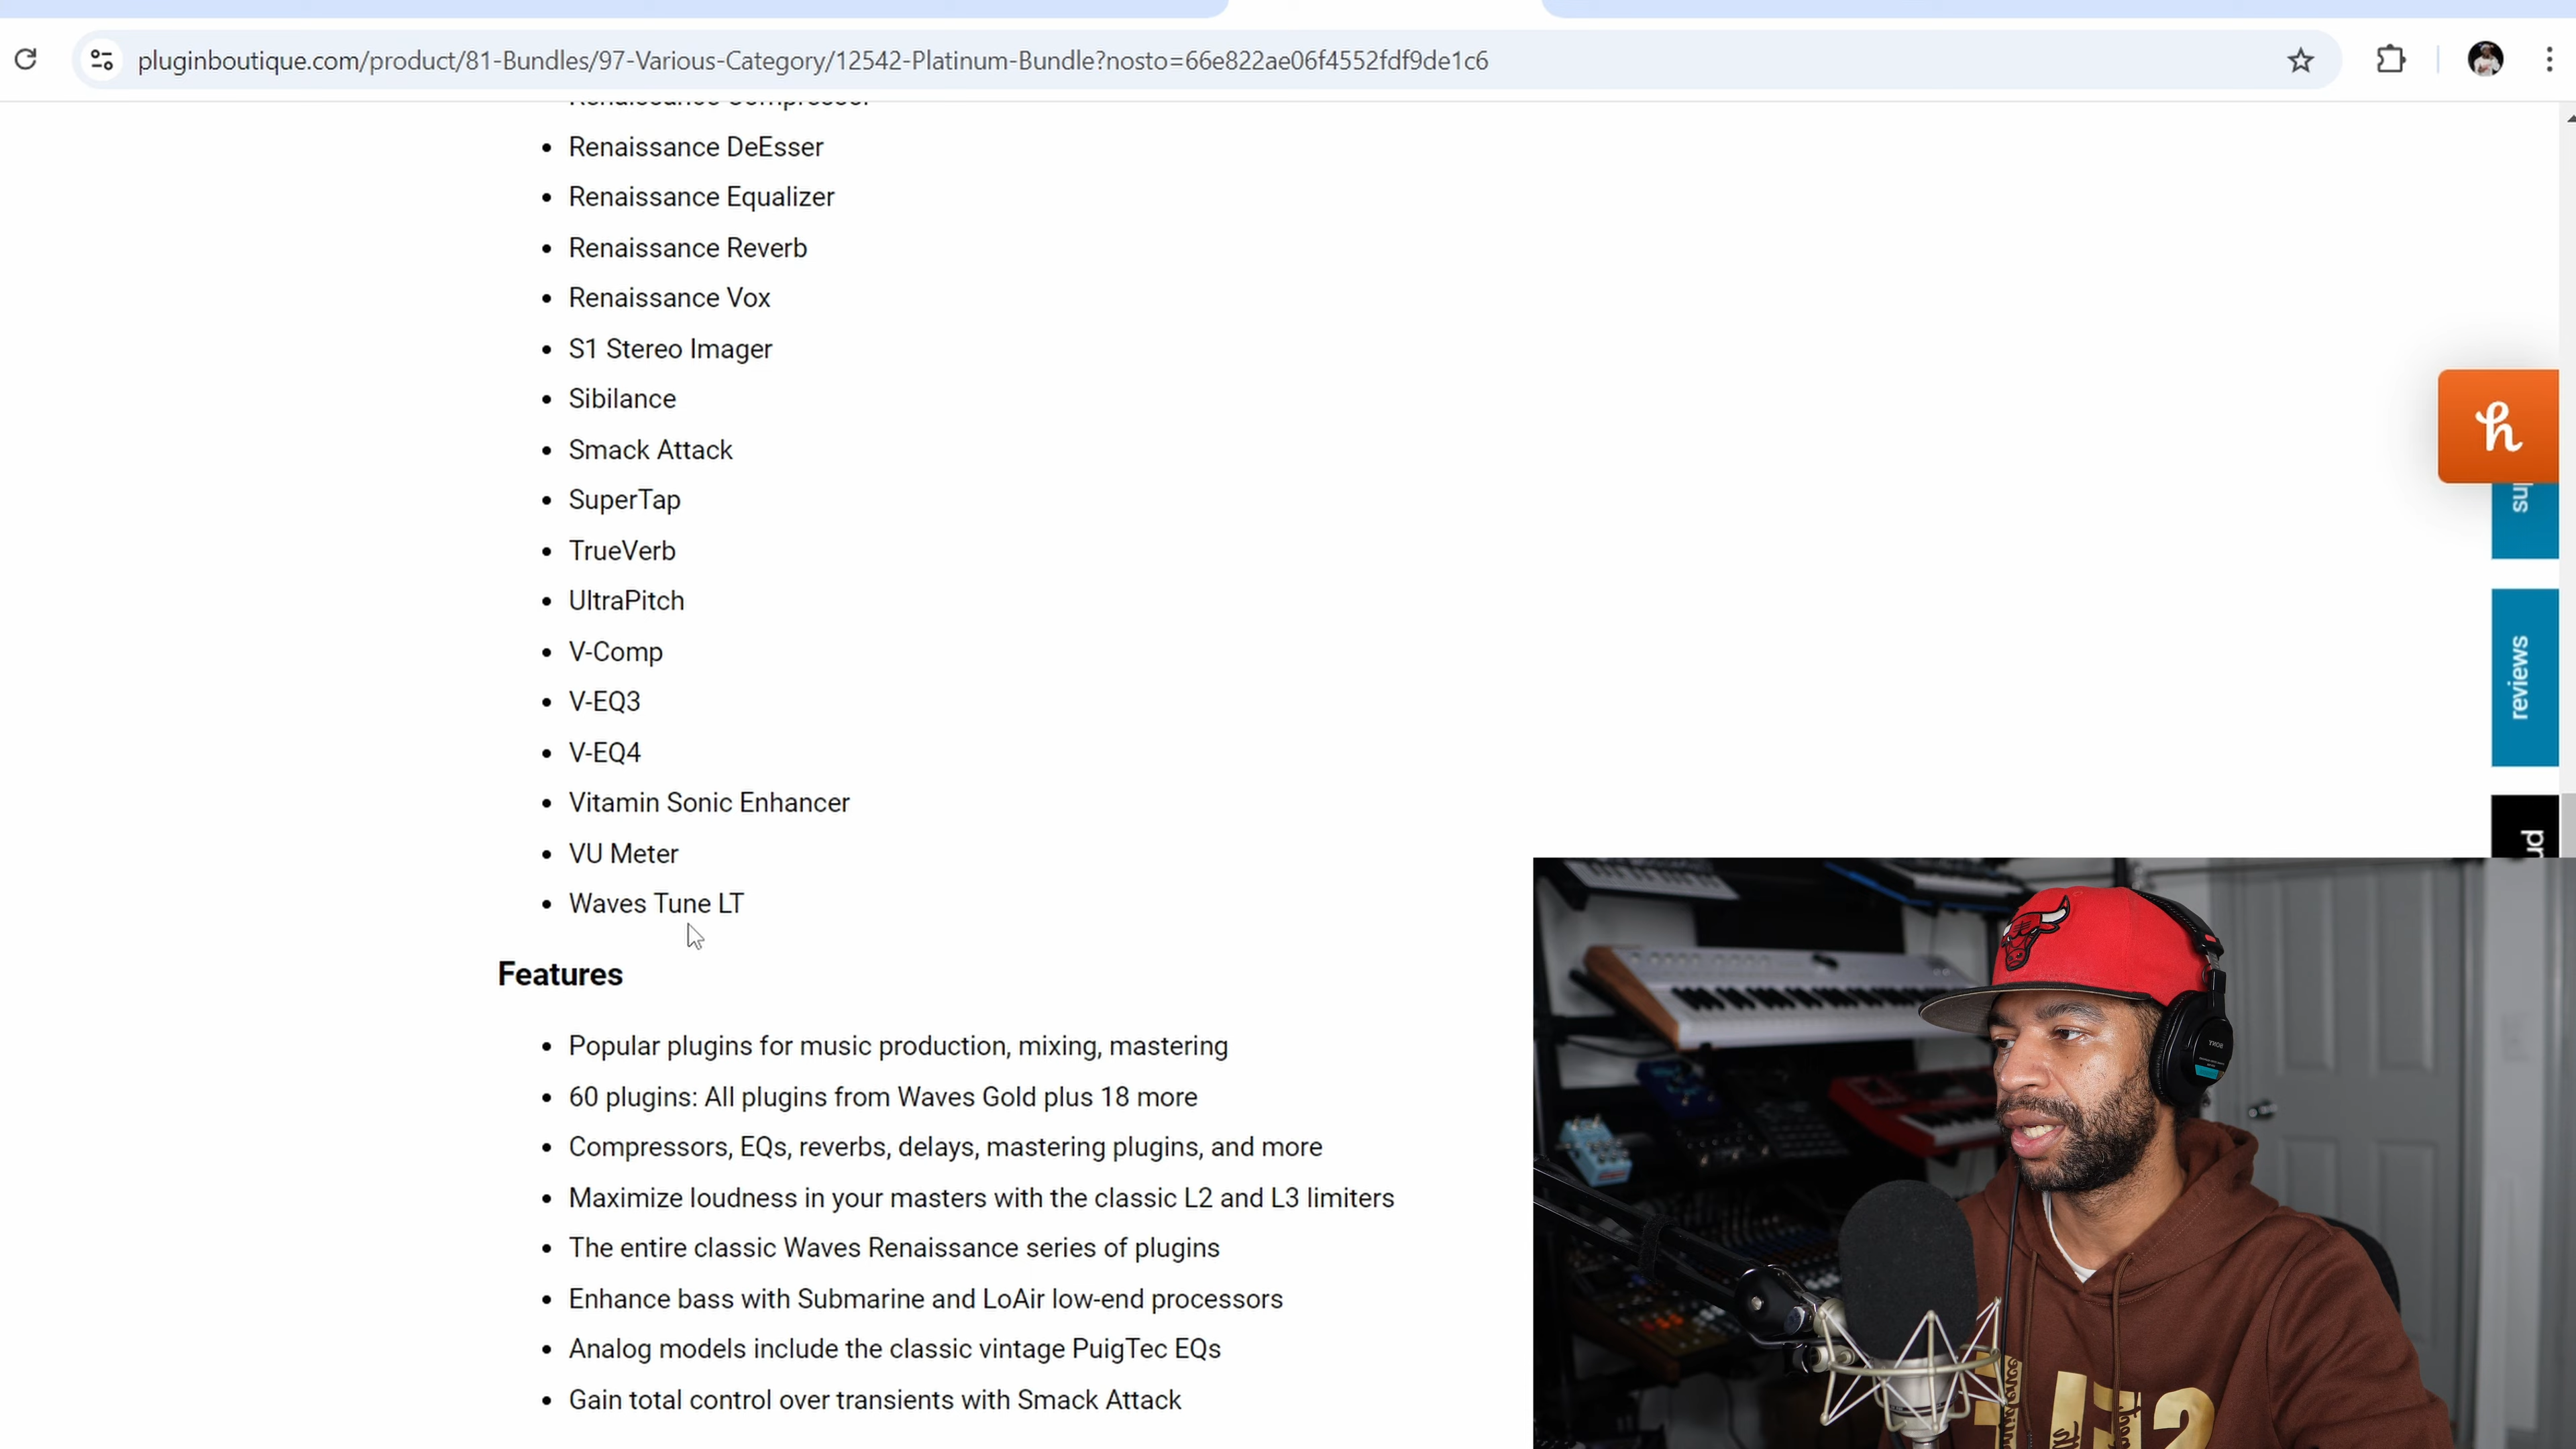 pluginboutique.com/product/81-Bundles/97-Various-Category/12542-Platinum-Bundle?nosto=66e822ae06f4552fdf9de1c6
Renaissance Compressor
Renaissance DeEsser
Renaissance Equalizer
Renaissance Reverb
Renaissance Vox
S1 Stereo Imager
Sibilance
Smack Attack
SuperTap
TrueVerb
UltraPitch
V-Comp
V-EQ3
V-EQ4
Vitamin Sonic Enhancer
VU Meter
Waves Tune LT
Features
Popular plugins for music production, mixing, mastering
60 plugins: All plugins from Waves Gold plus 18 more
Compressors, EQs, reverbs, delays, mastering plugins, and more
Maximize loudness in your masters with the classic L2 and L3 limiters
The entire classic Waves Renaissance series of plugins
Enhance bass with Submarine and LoAir low-end processors
Analog models include the classic vintage PuigTec EQs
Gain total control over transients with Smack Attack
h
su
reviews
SONY